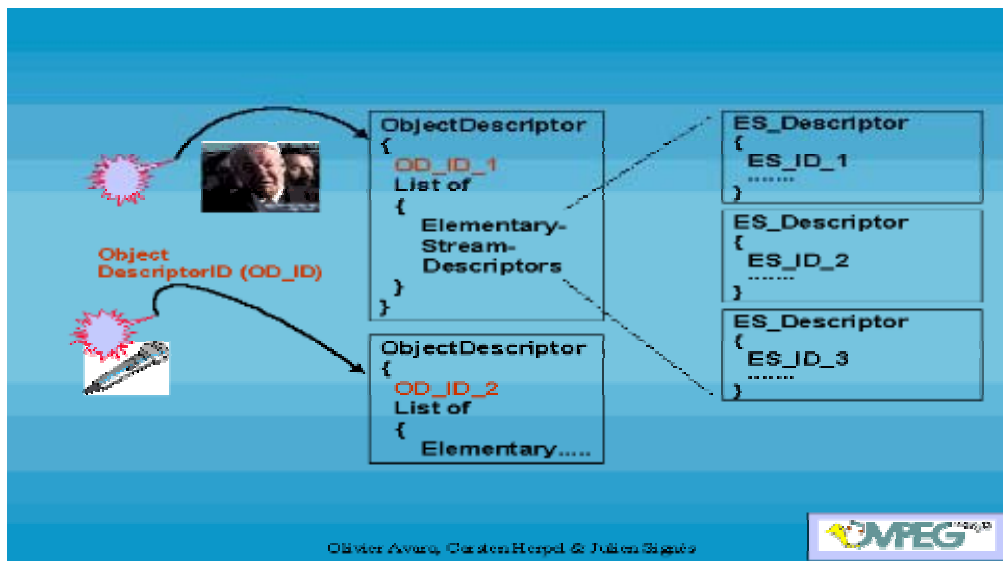 ObjectDescriptor
{
OD_ID_1
List of
{
Elementary-
Stream-
Descriptors
}
}
ES_Descriptor
{
ES_ID_1
.......
}
ES_Descriptor
{
ES_ID_2
.......
}
ES_Descriptor
{
ES_ID_3
.......
}
Object
DescriptorID (OD_ID)
ObjectDescriptor
{
OD_ID_2
List of
{
Elementary.....
Olivier Avaro, Carsten Herpel & Julien Signès
MPEG